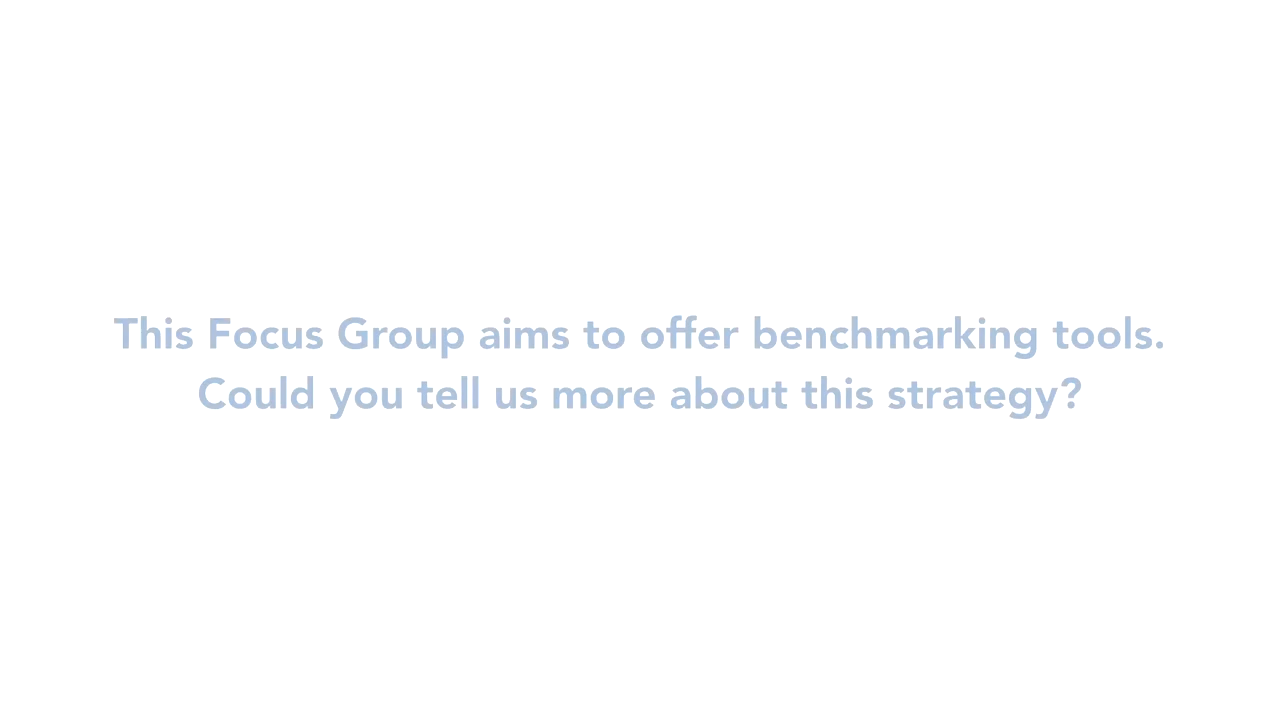 This Focus Group aims to offer benchmarking tools.
Could you tell us more about this strategy?